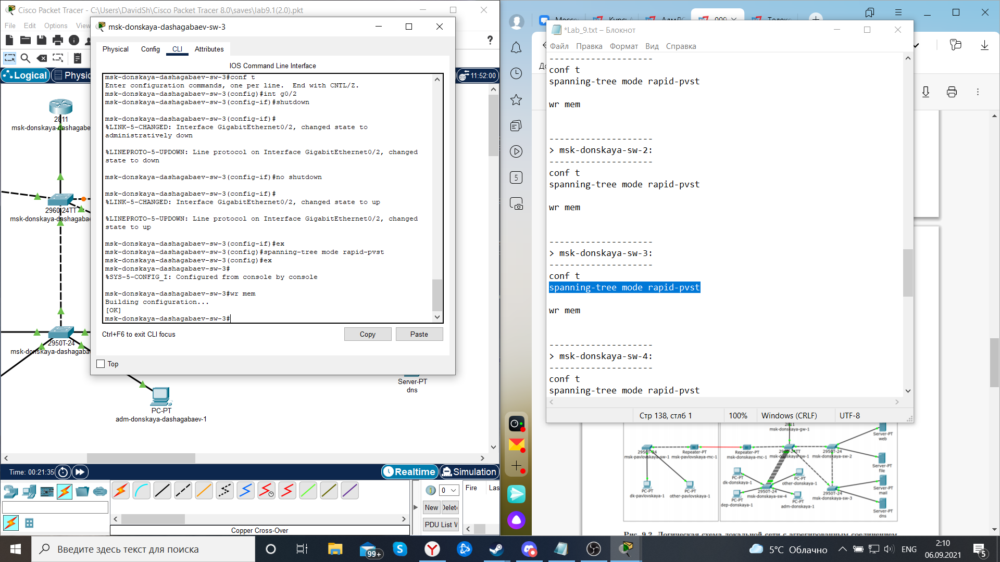 Cisco Packet Tracer - C:\Users\DavidSh\Cisco Packet Tracer 8.0\saves\lab9.1(2.0).pkt
File Edit Options View
Logical
Physic
11:52:00
2811
msk-donskaya-dashagabae
2960-24TT
msk-donskaya-dashagabaev-
2950T-24
msk-donskaya-dashagaba
PC-PT
adm-donskaya-dashagabaev-1
Server-PT
dns
msk-donskaya-dashagabaev-sw-3
?
Physical Config CLI Attributes
IOS Command Line Interface
msk-donskaya-dashagabaev-sw-3#conf t
Enter configuration commands, one per line.  End with CNTL/Z.
msk-donskaya-dashagabaev-sw-3(config)#int g0/2
msk-donskaya-dashagabaev-sw-3(config-if)#shutdown
msk-donskaya-dashagabaev-sw-3(config-if)#
%LINK-5-CHANGED: Interface GigabitEthernet0/2, changed state to
administratively down
%LINEPROTO-5-UPDOWN: Line protocol on Interface GigabitEthernet0/2, changed
state to down
msk-donskaya-dashagabaev-sw-3(config-if)#no shutdown
msk-donskaya-dashagabaev-sw-3(config-if)#
%LINK-5-CHANGED: Interface GigabitEthernet0/2, changed state to up
%LINEPROTO-5-UPDOWN: Line protocol on Interface GigabitEthernet0/2, changed
state to up
msk-donskaya-dashagabaev-sw-3(config-if)#ex
msk-donskaya-dashagabaev-sw-3(config)#spanning-tree mode rapid-pvst
msk-donskaya-dashagabaev-sw-3(config)#ex
msk-donskaya-dashagabaev-sw-3#
%SYS-5-CONFIG_I: Configured from console by console
msk-donskaya-dashagabaev-sw-3#wr mem
Building configuration...
[OK]
msk-donskaya-dashagabaev-sw-3#
Ctrl+F6 to exit CLI focus
Copy
Paste
Top
Time: 00:21:35
Realtime
Simulation
0
Fire Las
New
PDU List W
Copper Cross-Over
5
*Lab_9.txt – Блокнот
Файл Правка Формат Вид Справка
--------------------
conf t
spanning-tree mode rapid-pvst
wr mem
--------------------
> msk-donskaya-sw-2:
--------------------
conf t
spanning-tree mode rapid-pvst
wr mem
--------------------
> msk-donskaya-sw-3:
--------------------
conf t
spanning-tree mode rapid-pvst
wr mem
--------------------
> msk-donskaya-sw-4:
--------------------
conf t
spanning-tree mode rapid-pvst
Стр 138, стлб 1
100%
Windows (CRLF)
UTF-8
2811
msk-donskaya-gw-1
Server-PT
web
2950T-24
msk-pavlovskaya-sw-1
Repeater-PT
msk-pavlovskaya-mc-1
Repeater-PT
msk-donskaya-mc-1
msk-donskaya-sw-1
2950T-24
msk-donskaya-sw-2
Server-PT
file
PC-PT
dk-donskaya-1
PC-PT
other-donskaya-1
PC-PT
dk-pavlovskaya-1
PC-PT
other-pavlovskaya-1
2950T-24
msk-donskaya-sw-4
PC-PT
dep-donskaya-1
PC-PT
adm-donskaya-1
2950T-24
msk-donskaya-sw-3
Server-PT
mail
Server-PT
dns
Рис. 9.2. Логическая схема локальной сети с агрегированным соединением
Введите здесь текст для поиска
99+
5°C Облачно
ENG
2:10
06.09.2021
5